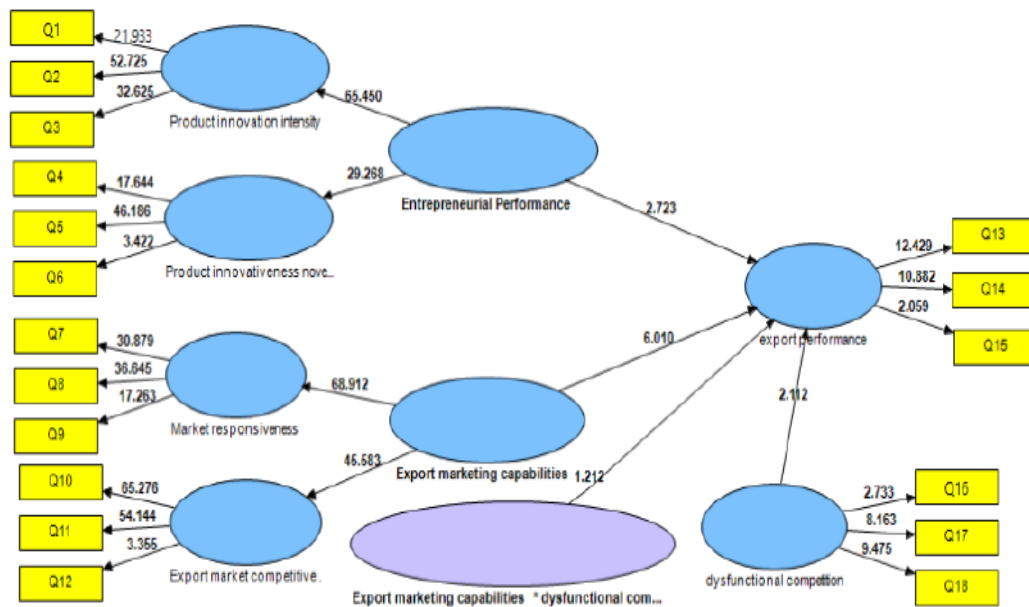 Q1
21.933
Q2
52.725
Q3
32.625
Product innovation intensity
65.450
Q4
17.644
Q5
46.186
Q6
3.422
Product innovativeness nove...
29.268
Entrepreneurial Performance
2.723
Q13
12.429
Q14
10.882
Q15
2.059
export performance
Q7
30.879
Q8
36.645
Q9
17.263
Market responsiveness
68.912
6.010
2.112
Export marketing capabilities
45.583
1.212
Q10
65.276
Q11
54.144
Q12
3.355
Export market competitive.
Export marketing capabilities * dysfunctional com...
Q16
2.733
Q17
8.163
Q18
9.475
dysfunctional competition